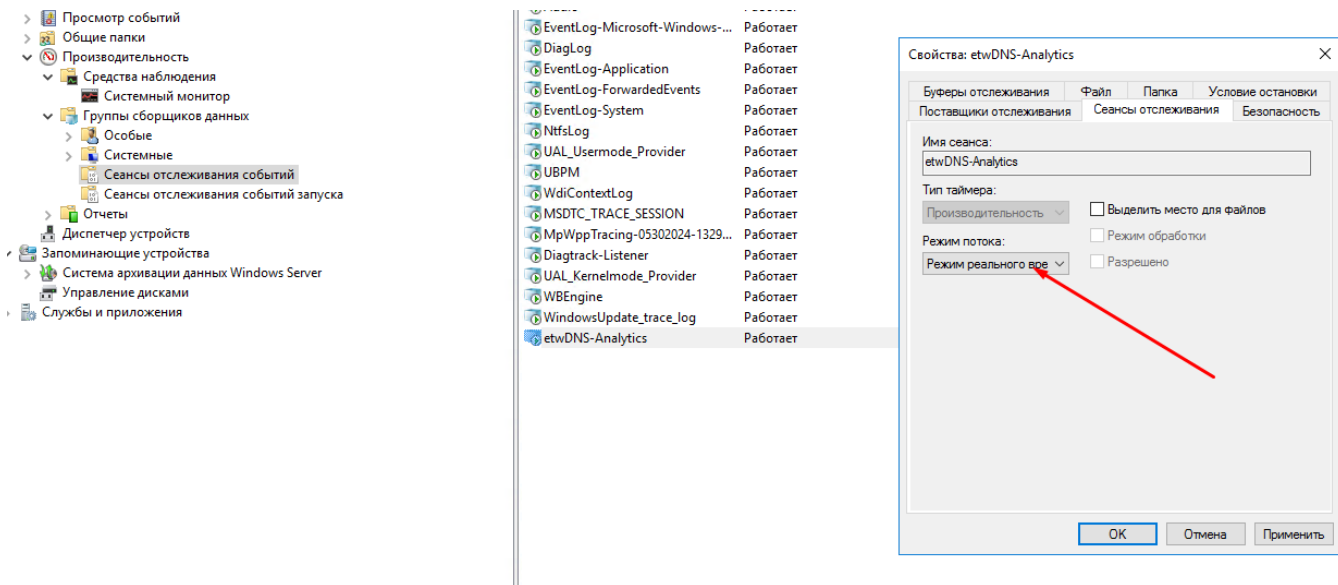 Просмотр событий
Общие папки
Производительность
Средства наблюдения
Системный монитор
Группы сборщиков данных
Особые
Системные
Сеансы отслеживания событий
Сеансы отслеживания событий запуска
Отчеты
Диспетчер устройств
Запоминающие устройства
Система архивации данных Windows Server
Управление дисками
Службы и приложения
EventLog-Microsoft-Windows-... Работает
DiagLog Работает
EventLog-Application Работает
EventLog-ForwardedEvents Работает
EventLog-System Работает
NtfsLog Работает
UAL_Usermode_Provider Работает
UBPM Работает
WdiContextLog Работает
MSDTC_TRACE_SESSION Работает
MpWppTracing-05302024-1329... Работает
Diagtrack-Listener Работает
UAL_Kernelmode_Provider Работает
WBEngine Работает
WindowsUpdate_trace_log Работает
etwDNS-Analytics Работает
Свойства: etwDNS-Analytics
Буферы отслеживания Файл Папка Условие остановки
Поставщики отслеживания Сеансы отслеживания Безопасность
Имя сеанса:
etwDNS-Analytics
Тип таймера:
Производительность Выделить место для файлов
Режим потока: Режим обработки
Режим реального вре Разрешено
OK Отмена Применить